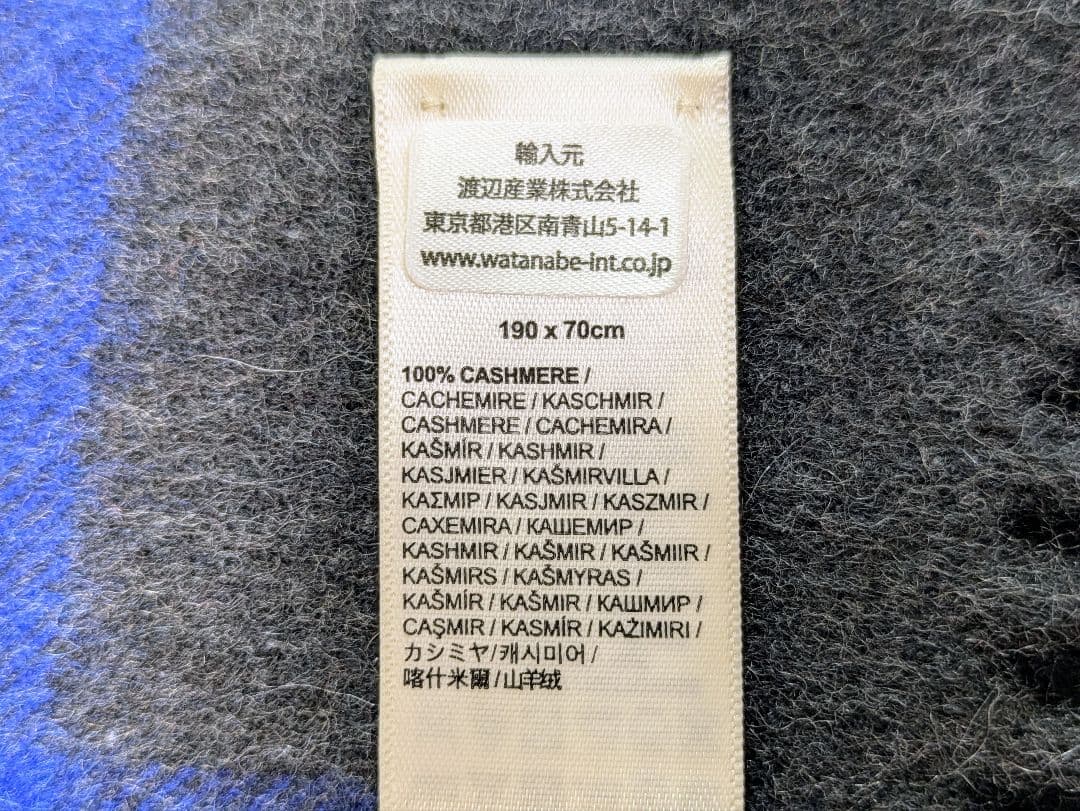 輸入元
渡辺産業株式会社
東京都港区南青山5-14-1
www.watanabe-int.co.jp
190 x 70cm
100% CASHMERE /
CACHEMIRE / KASCHMIR /
CASHMERE / CACHEMIRA /
KAŠMÍR / KASHMIR /
KASJMIER / KAŠMIRVILLA /
ΚΑΣΜΙΡ / KASJMIR / KASZMIR /
CAXEMIRA / КАШЕМИР /
KASHMIR / KAŠMIR / KAŠMIIR /
KAŠMIRS / KAŠMYRAS /
KAŠMÍR / KAŠMIR / КАШМИР /
CAŞMIR / KASMÍR / KAŻIMIRI /
カシミヤ/캐시미어 /
喀什米爾/山羊绒